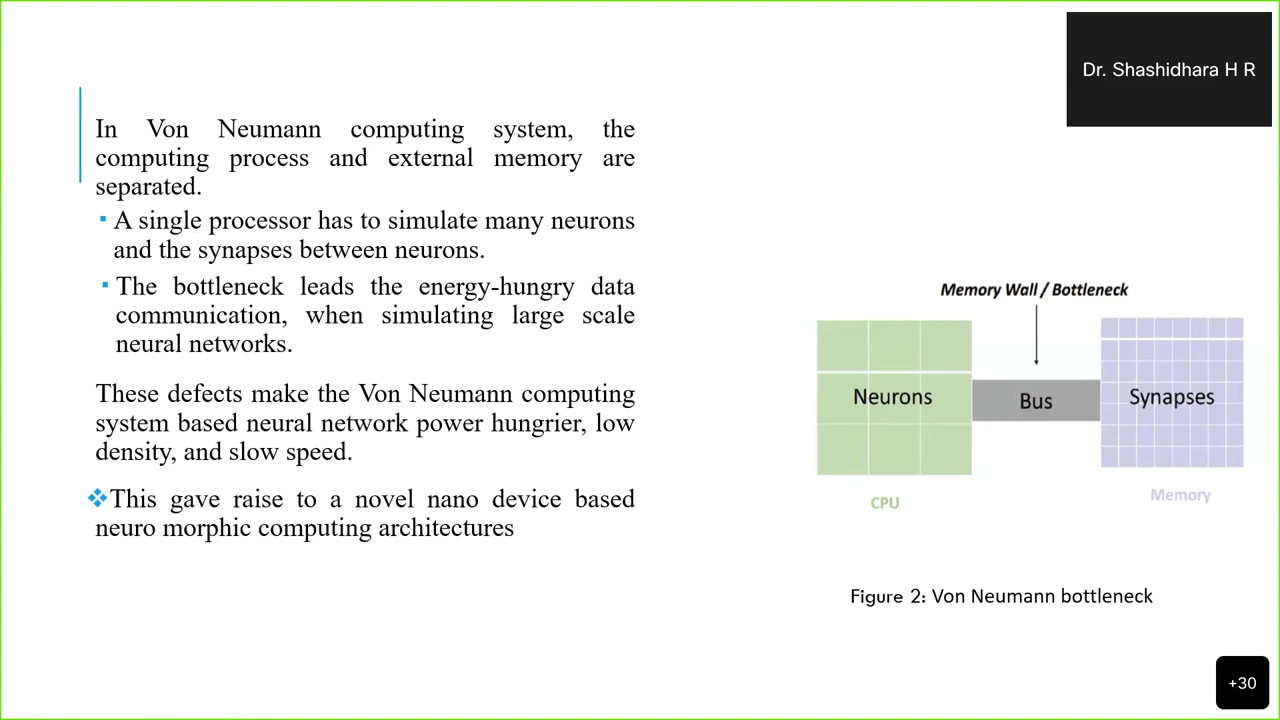 Dr. Shashidhara H R
In Von Neumann computing system, the
computing process and external memory are
separated.
▪ A single processor has to simulate many neurons
and the synapses between neurons.
▪ The bottleneck leads the energy-hungry data
communication, when simulating large scale
neural networks.
These defects make the Von Neumann computing
system based neural network power hungrier, low
density, and slow speed.
❖This gave raise to a novel nano device based
neuro morphic computing architectures
Memory Wall / Bottleneck
Neurons
Bus
Synapses
CPU
Memory
Figure 2: Von Neumann bottleneck
+30